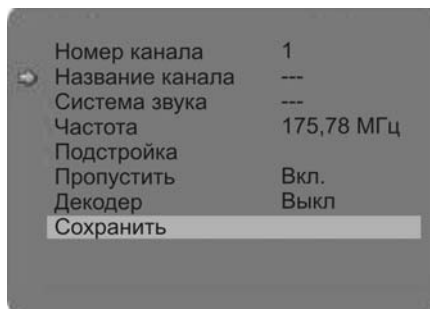 Номер канала 1
Название канала ---
Система звука ---
Частота 175,78 МГц
Подстройка
Пропустить Вкл.
Декодер Выкл
Сохранить